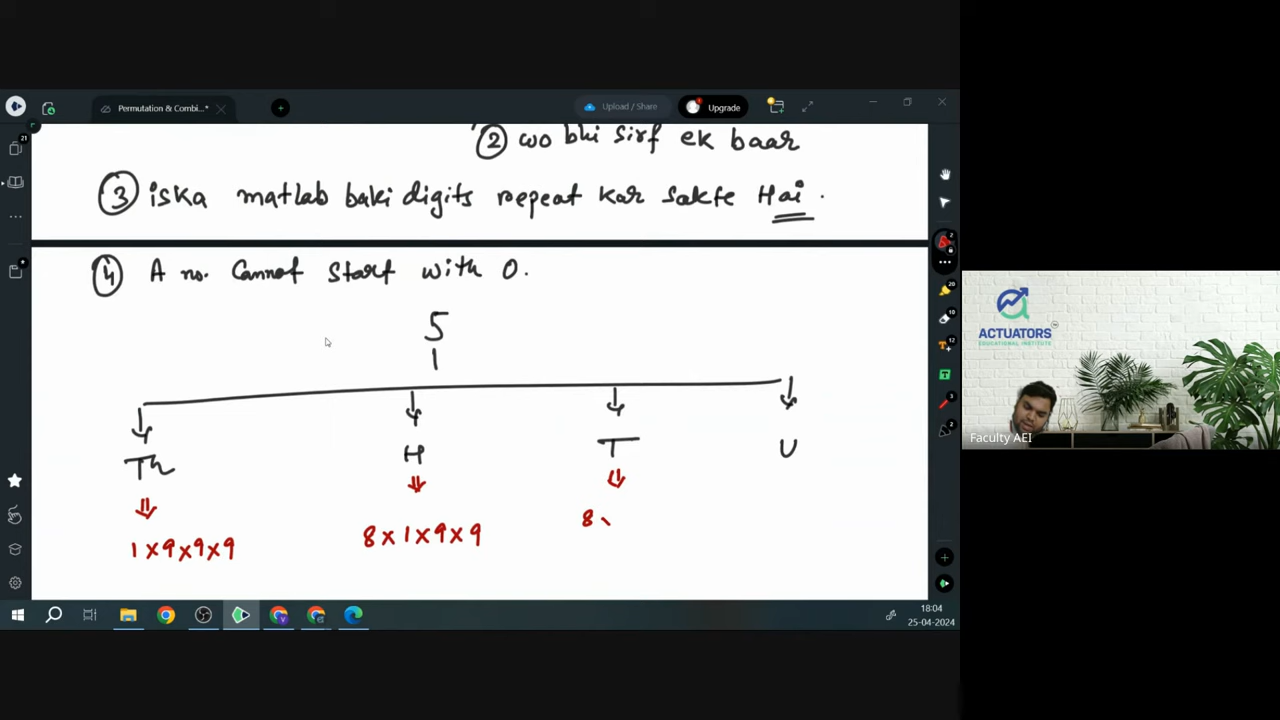 Permutation & Combi...*
Upload / Share
Upgrade
② wo bhi sirf ek baar
③ iska matlab baki digits repeat kar sakte Hai.
④ A no. Cannot Start with 0.
5
Th H T U
1 x 9 x 9 x 9
8 x 1 x 9 x 9
8
ACTUATORS
EDUCATIONAL INSTITUTE
Faculty AEI
18:04
25-04-2024